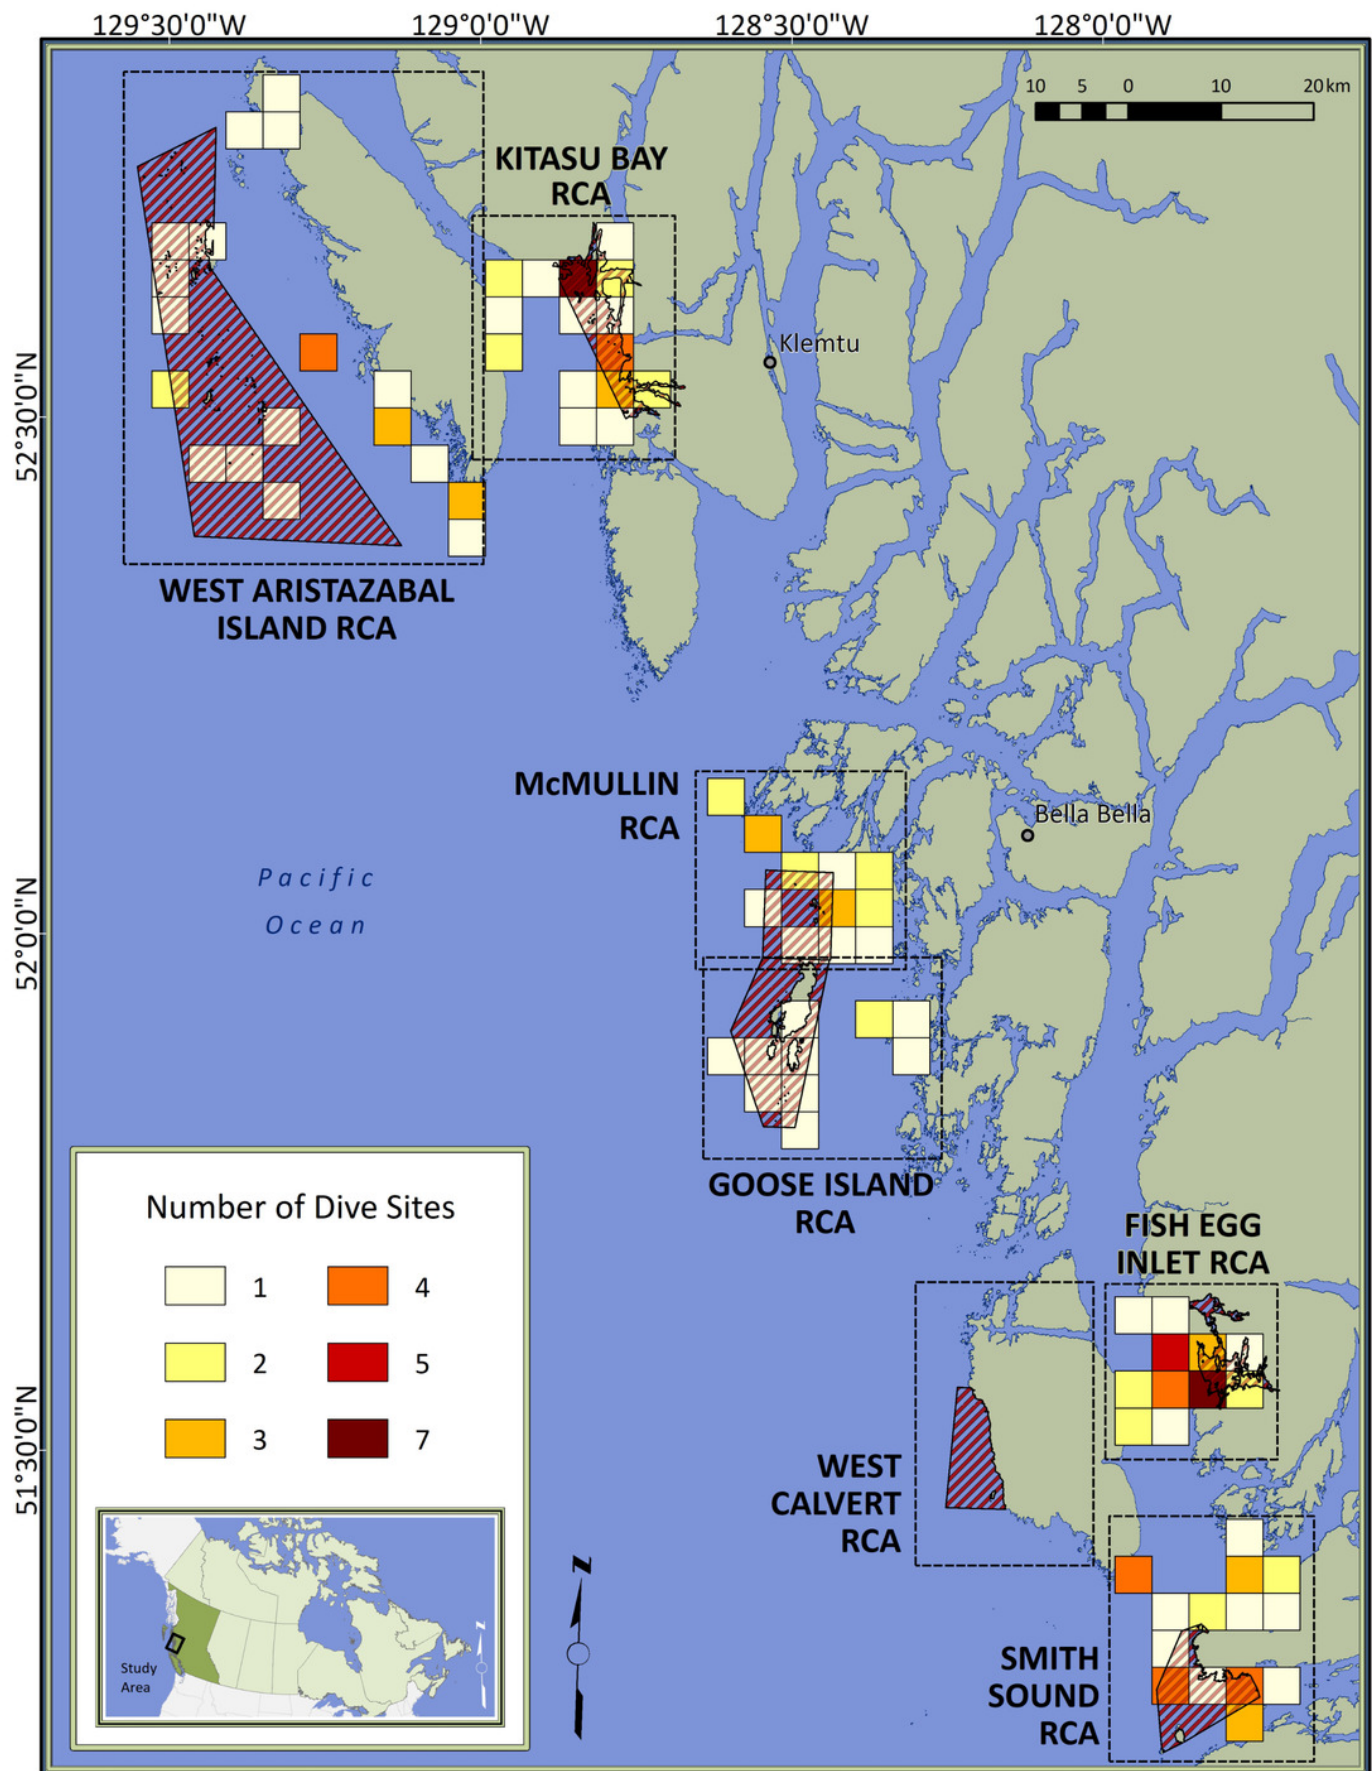 129°30'0"W 129°0'0"W 128°30'0"W 128°0'0"W
10 5 0 10 20 km
KITASU BAY
RCA
Klemtu
52°30'0"N
WEST ARISTAZABAL
ISLAND RCA
McMULLIN
RCA
Bella Bella
Pacific
Ocean
52°0'0"N
GOOSE ISLAND
RCA
FISH EGG
INLET RCA
51°30'0"N
WEST
CALVERT
RCA
SMITH
SOUND
RCA
Number of Dive Sites
1 4
2 5
3 7
Study
Area
N
N